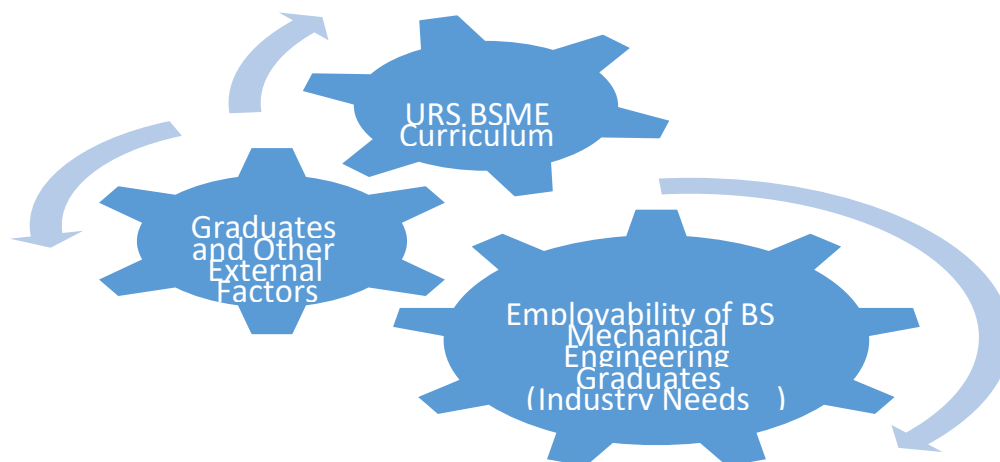 URS BSME
Curriculum
Graduates
and Other
External
Factors
Employability of BS
Mechanical
Engineering
Graduates
(Industry Needs )